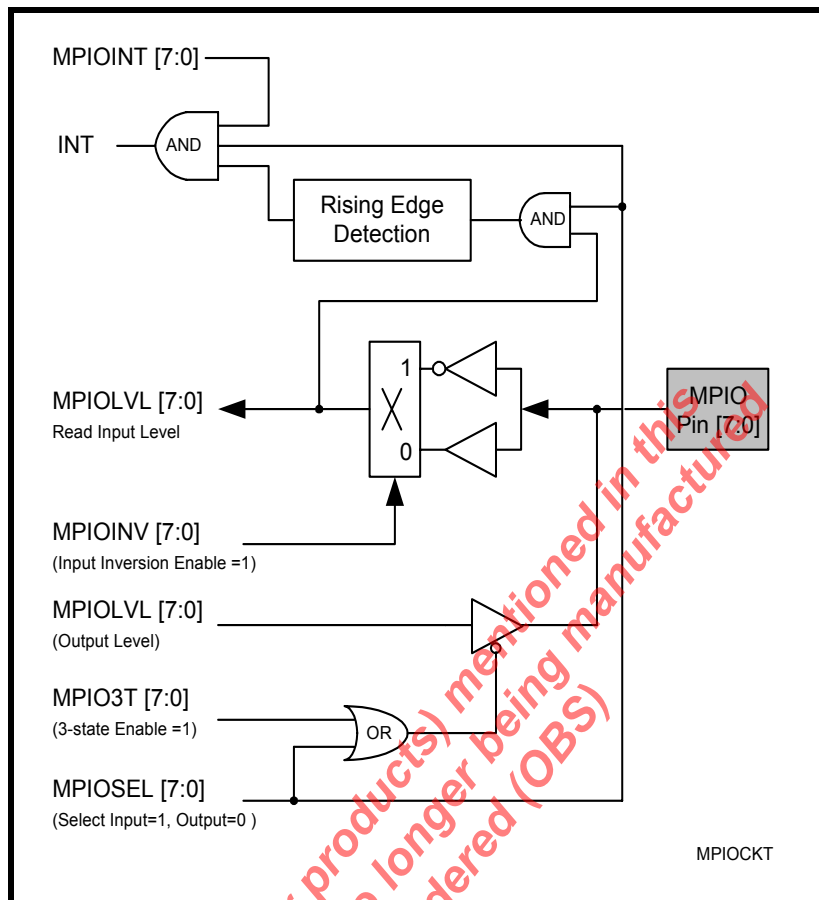 MPIOINT [7:0]
INT
AND
Rising Edge
Detection
AND
MPIOLVL [7:0]
Read Input Level
1
0
MPIO
Pin [7:0]
MPIOINV [7:0]
(Input Inversion Enable =1)
MPIOLVL [7:0]
(Output Level)
MPIO3T [7:0]
(3-state Enable =1)
OR
MPIOSEL [7:0]
(Select Input=1, Output=0 )
MPIOCKT
products) mentioned in this
longer being manufactured
dered (OBS)